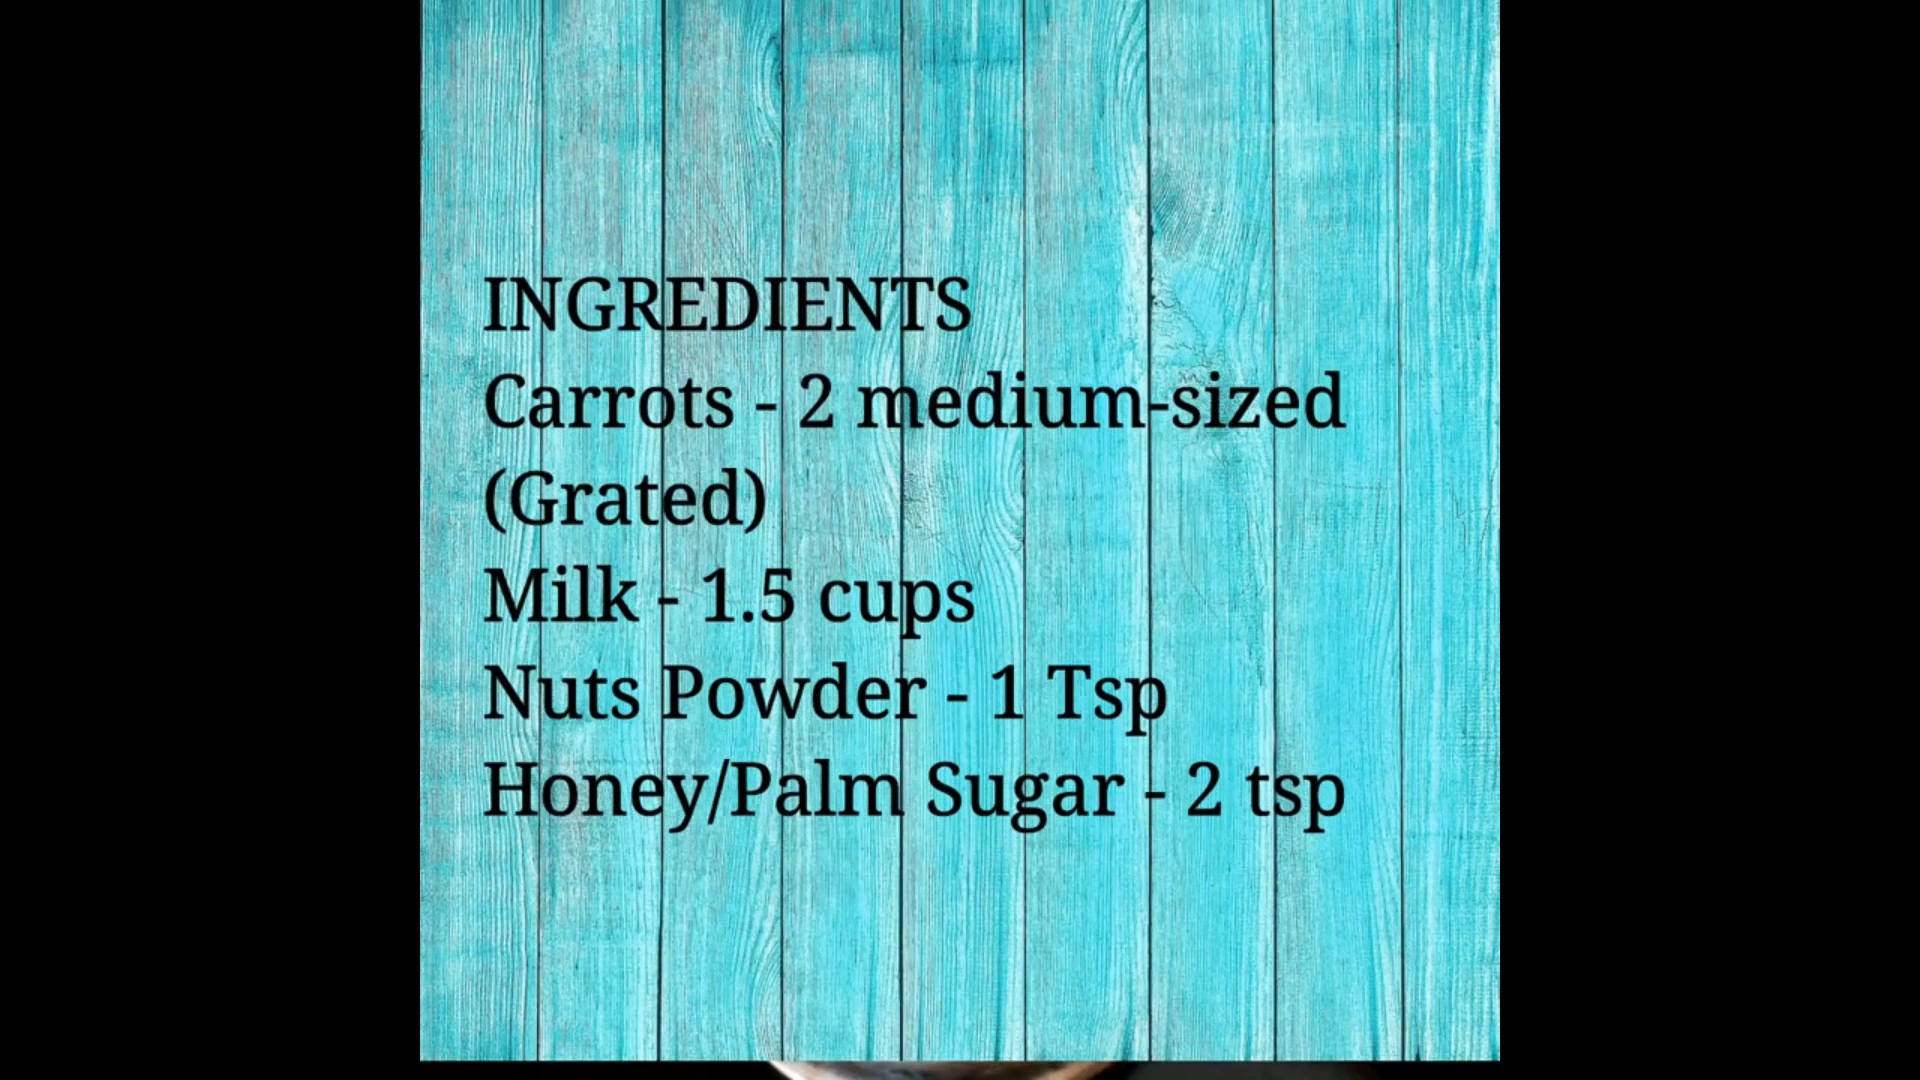 INGREDIENTS
Carrots - 2 medium-sized
(Grated)
Milk - 1.5 cups
Nuts Powder - 1 Tsp
Honey/Palm Sugar - 2 tsp